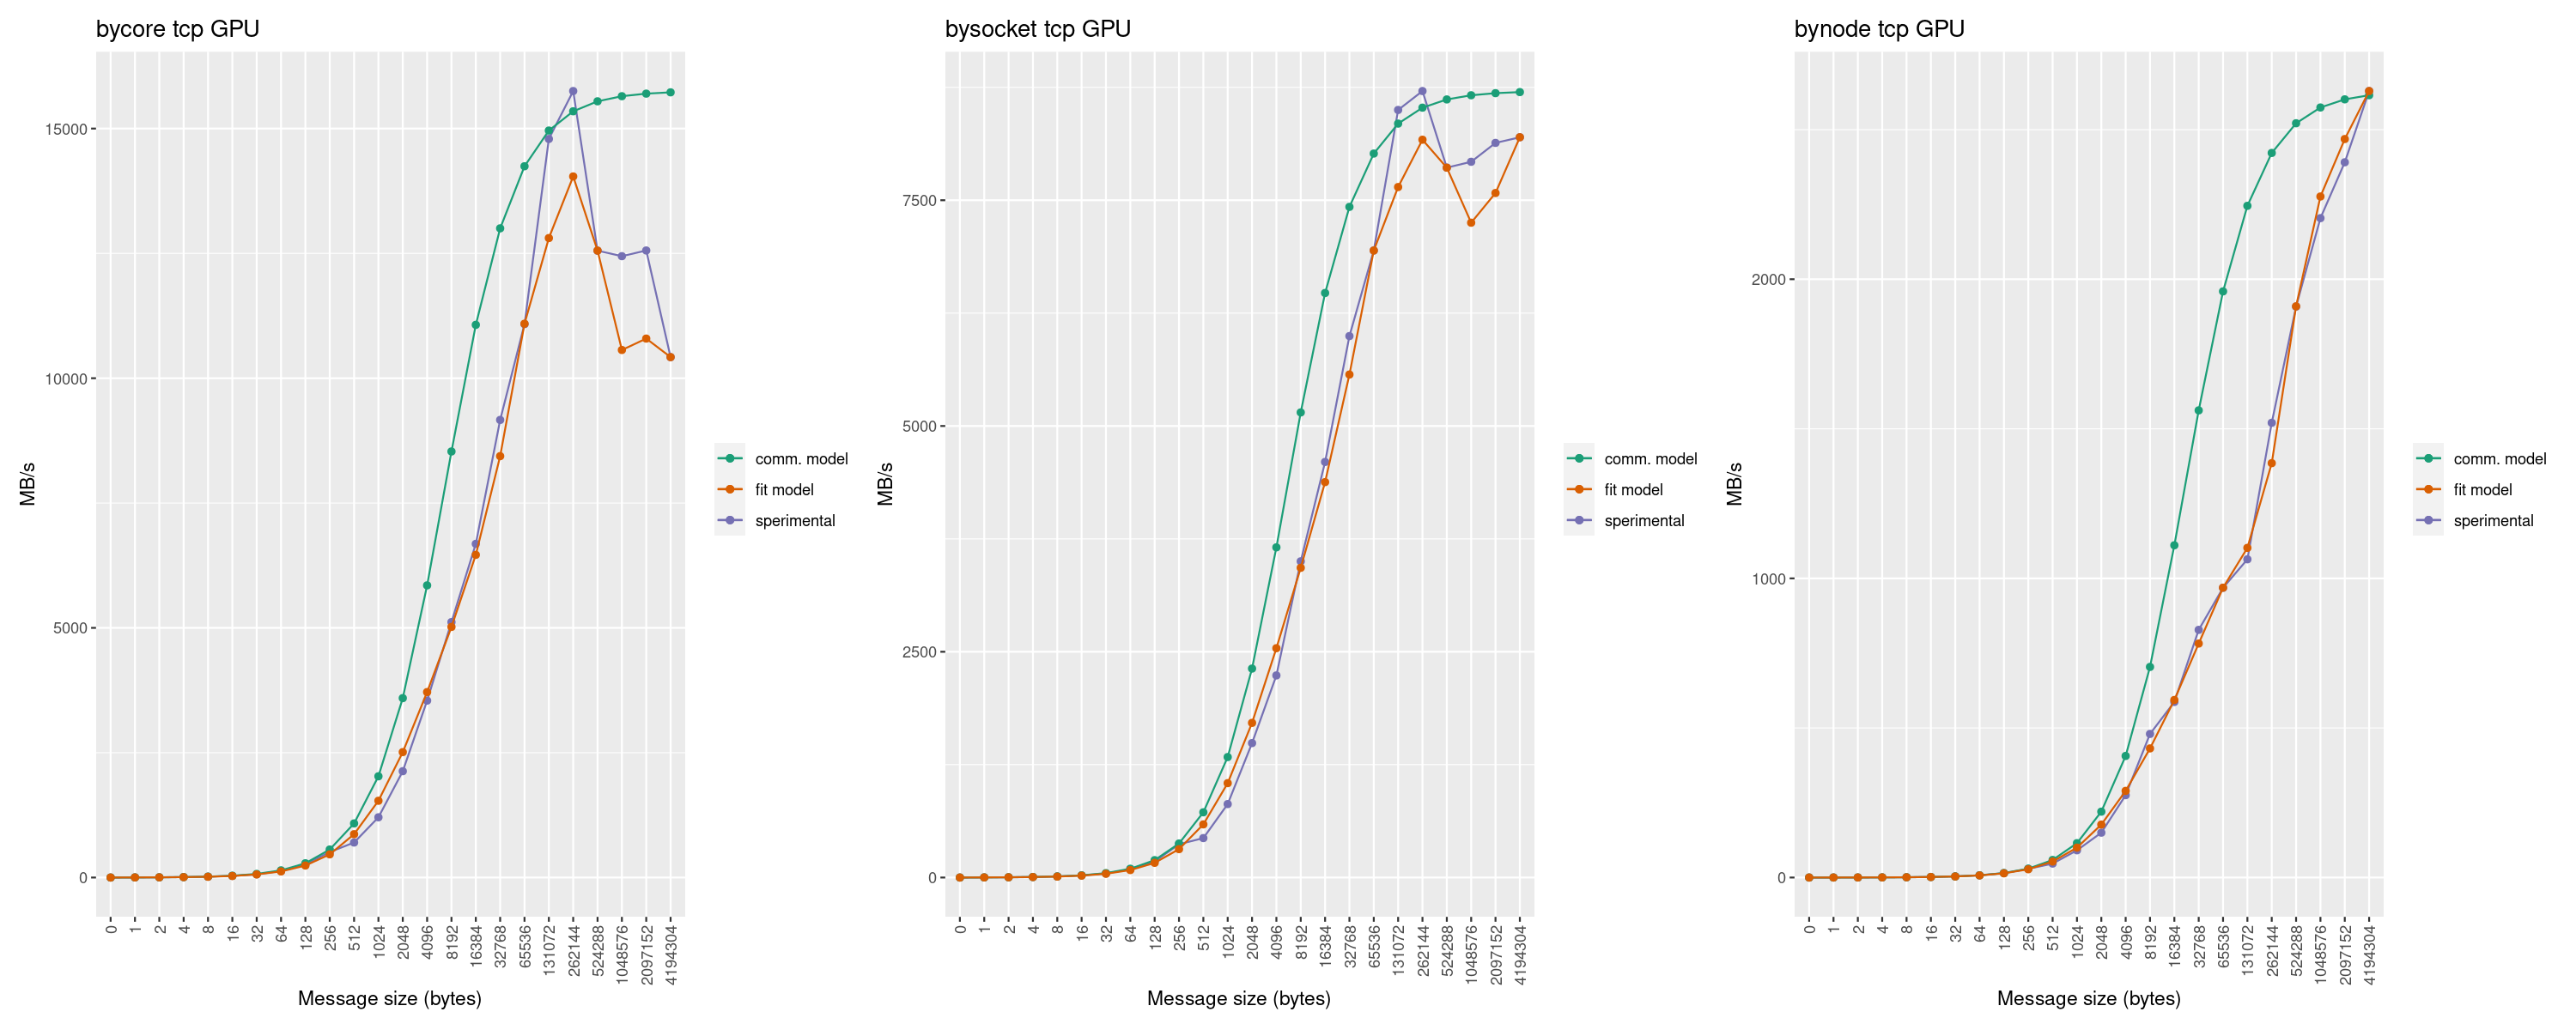 bycore tcp GPU
MB/s
15000
10000
5000
0
0 1 2 4 8 16 32 64 128 256 512 1024 2048 4096 8192 16384 32768 65536 131072 262144 524288 1048576 2097152 4194304
Message size (bytes)
comm. model
fit model
sperimental
bysocket tcp GPU
MB/s
7500
5000
2500
0
0 1 2 4 8 16 32 64 128 256 512 1024 2048 4096 8192 16384 32768 65536 131072 262144 524288 1048576 2097152 4194304
Message size (bytes)
comm. model
fit model
sperimental
bynode tcp GPU
MB/s
2000
1000
0
0 1 2 4 8 16 32 64 128 256 512 1024 2048 4096 8192 16384 32768 65536 131072 262144 524288 1048576 2097152 4194304
Message size (bytes)
comm. model
fit model
sperimental